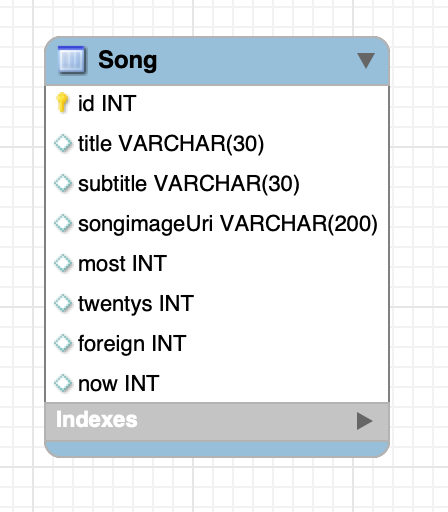 Song
id INT
title VARCHAR(30)
subtitle VARCHAR(30)
songimageUri VARCHAR(200)
most INT
twentys INT
foreign INT
now INT
Indexes